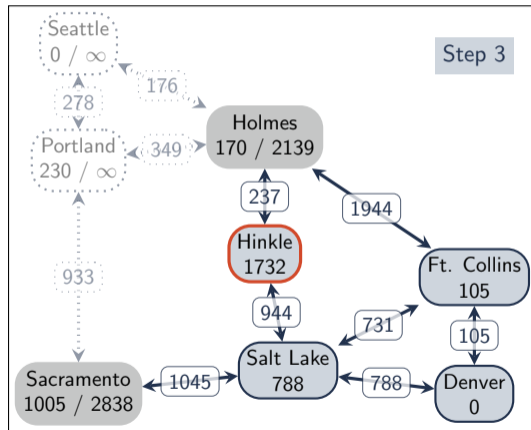 Seattle
0 / ∞
Step 3
176
278
Holmes
170 / 2139
Portland
230 / ∞
349
237
1944
Hinkle
1732
Ft. Collins
105
933
944
731
105
Salt Lake
788
Sacramento
1005 / 2838
1045
788
Denver
0